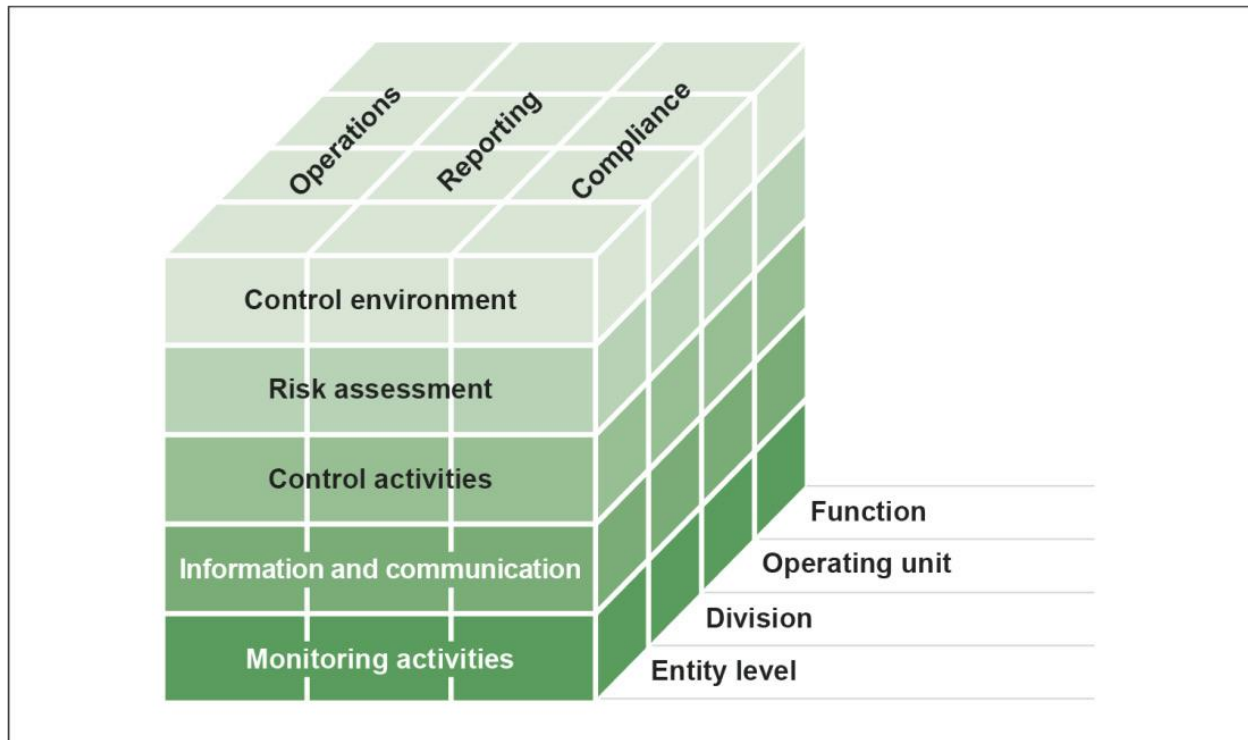 Operations
Reporting
Compliance
Control environment
Risk assessment
Control activities
Information and communication
Monitoring activities
Function
Operating unit
Division
Entity level